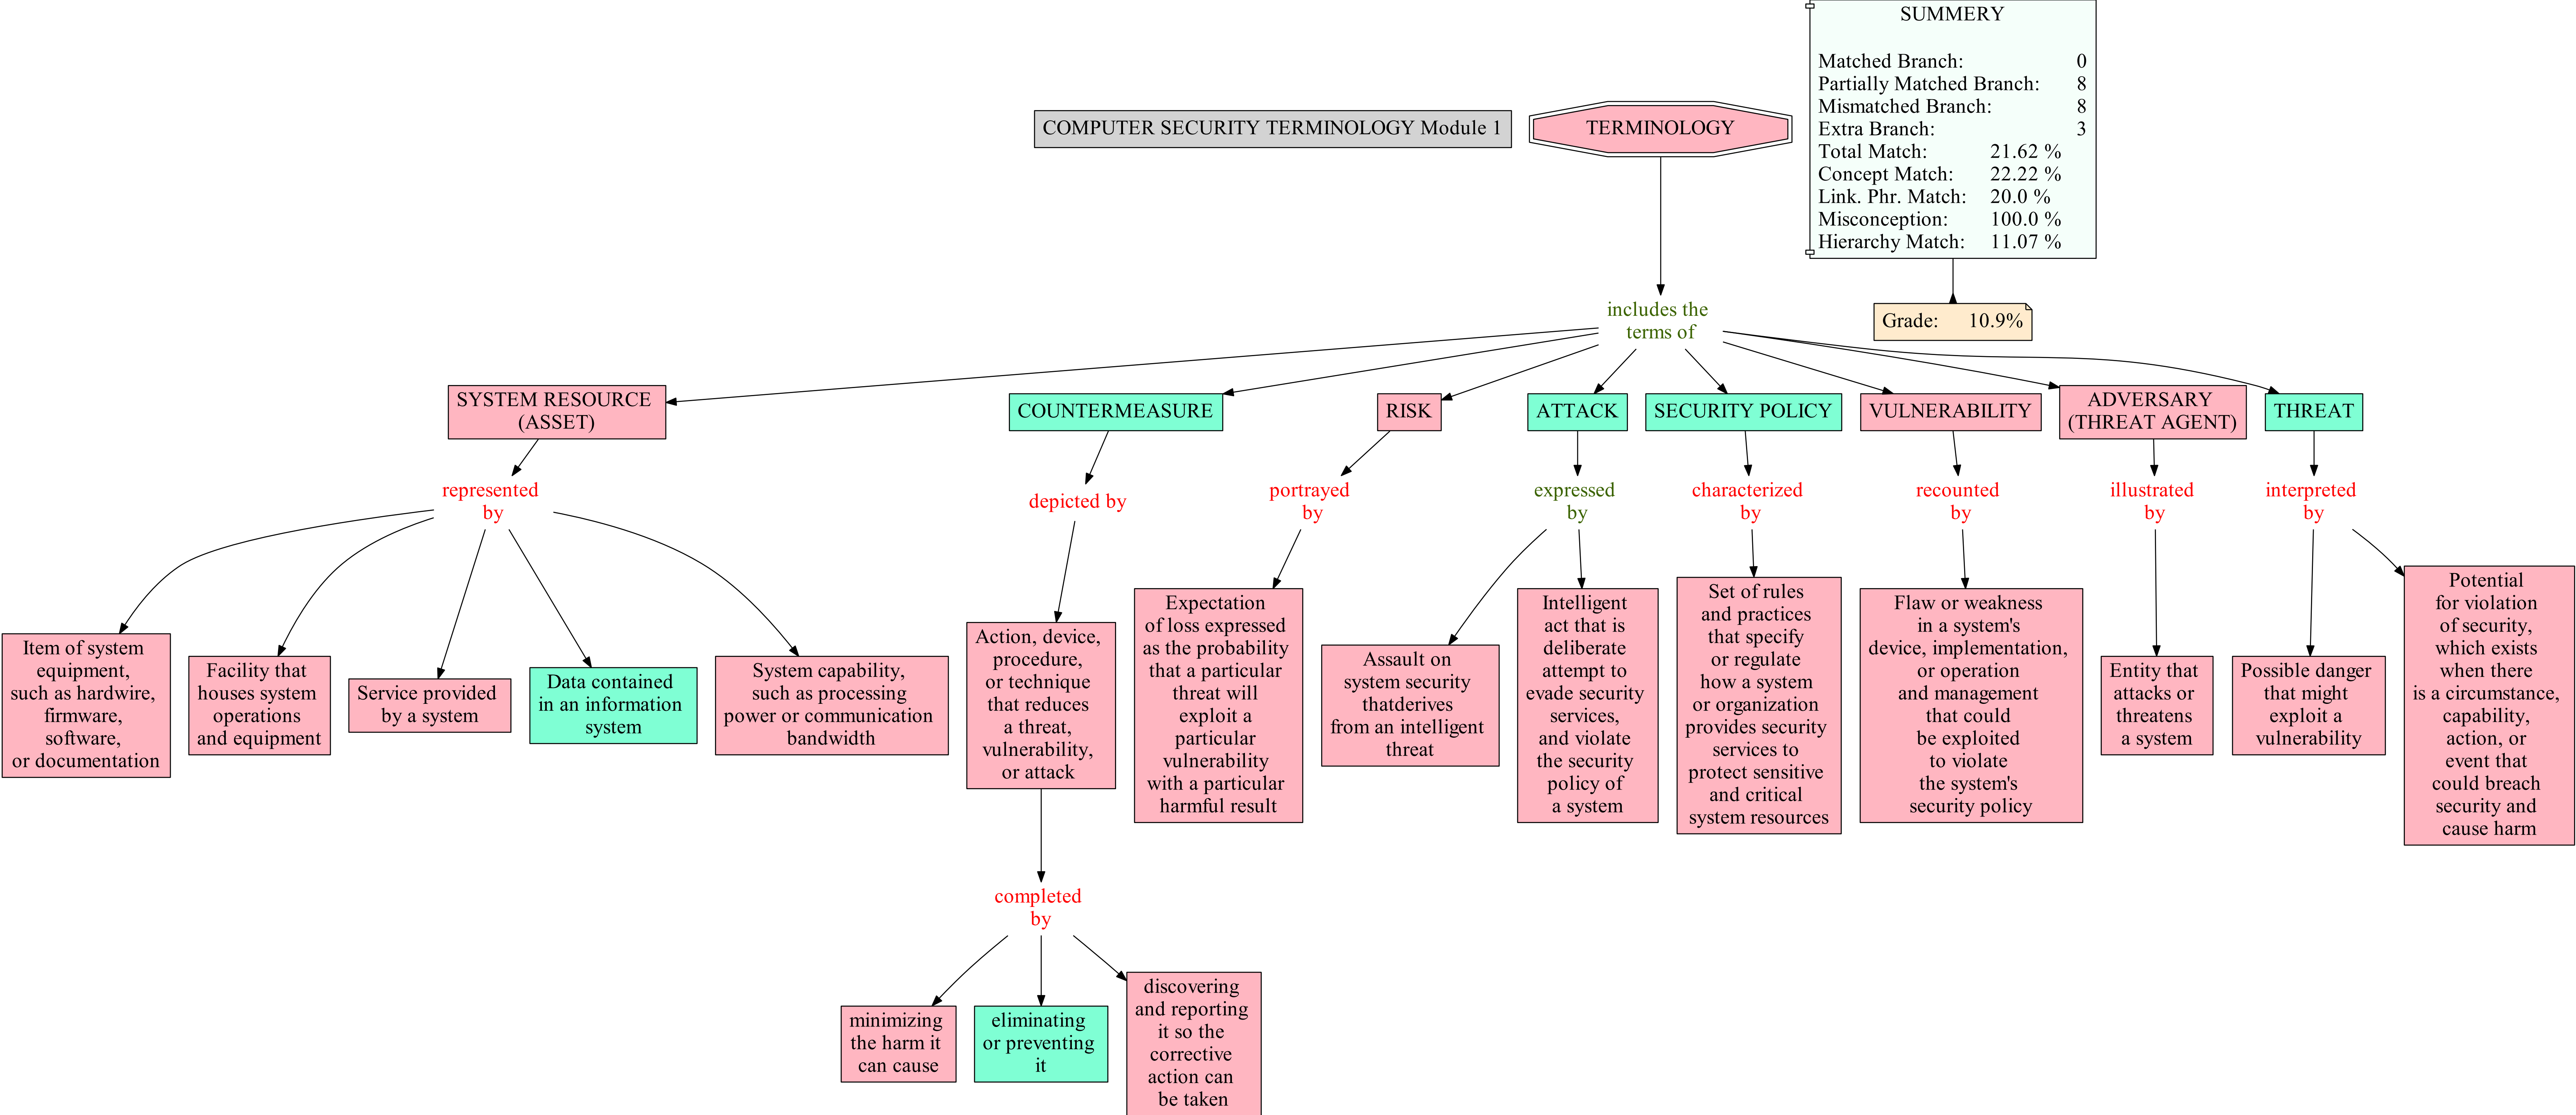 SUMMERY
Matched Branch: 0
Partially Matched Branch: 8
Mismatched Branch: 8
Extra Branch: 3
Total Match: 21.62 %
Concept Match: 22.22 %
Link. Phr. Match: 20.0 %
Misconception: 100.0 %
Hierarchy Match: 11.07 %
COMPUTER SECURITY TERMINOLOGY Module 1
TERMINOLOGY
Grade: 10.9%
includes the
terms of
SYSTEM RESOURCE
(ASSET)
COUNTERMEASURE
RISK
ATTACK
SECURITY POLICY
VULNERABILITY
ADVERSARY
(THREAT AGENT)
THREAT
represented
by
depicted by
portrayed
by
expressed
by
characterized
by
recounted
by
illustrated
by
interpreted
by
Item of system
equipment,
such as hardwire,
firmware,
software,
or documentation
Facility that
houses system
operations
and equipment
Service provided
by a system
Data contained
in an information
system
System capability,
such as processing
power or communication
bandwidth
Action, device,
procedure,
or technique
that reduces
a threat,
vulnerability,
or attack
Expectation
of loss expressed
as the probability
that a particular
threat will
exploit a
particular
vulnerability
with a particular
harmful result
Assault on
system security
thatderives
from an intelligent
threat
Intelligent
act that is
deliberate
attempt to
evade security
services,
and violate
the security
policy of
a system
Set of rules
and practices
that specify
or regulate
how a system
or organization
provides security
services to
protect sensitive
and critical
system resources
Flaw or weakness
in a system's
device, implementation,
or operation
and management
that could
be exploited
to violate
the system's
security policy
Entity that
attacks or
threatens
a system
Possible danger
that might
exploit a
vulnerability
Potential
for violation
of security,
which exists
when there
is a circumstance,
capability,
action, or
event that
could breach
security and
cause harm
completed
by
minimizing
the harm it
can cause
eliminating
or preventing
it
discovering
and reporting
it so the
corrective
action can
be taken